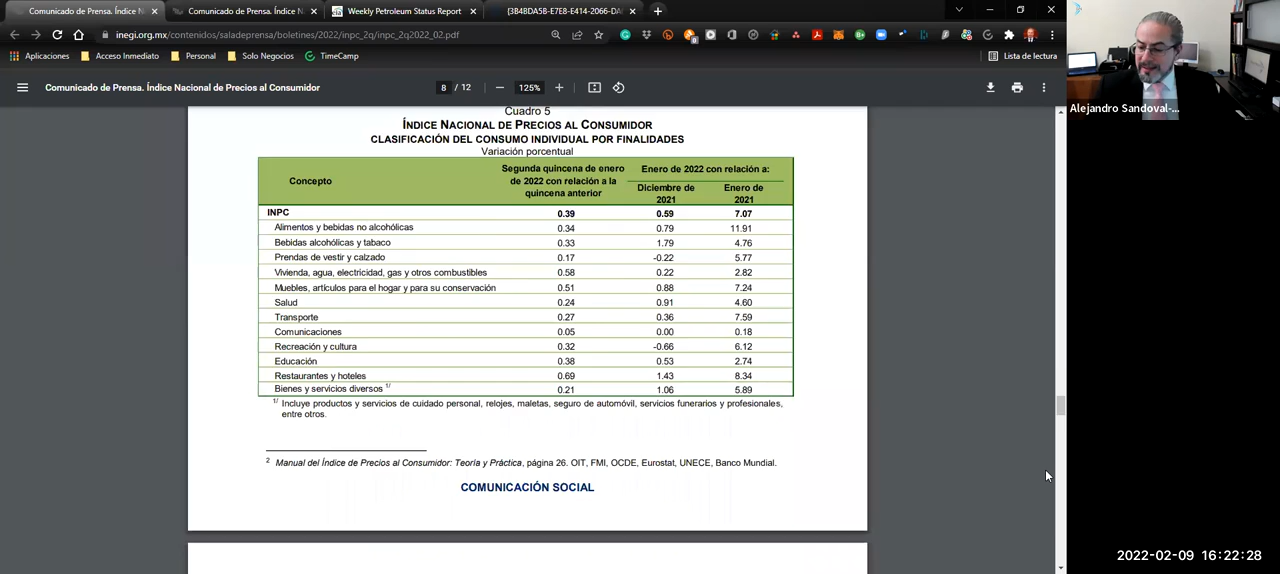 Comunicado de Prensa. Índice N
Comunicado de Prensa. Índice N
Weekly Petroleum Status Report
{3B4BDA5B-E7E8-E414-2066-DA
inegi.org.mx/contenidos/saladeprensa/boletines/2022/inpc_2q/inpc_2q2022_02.pdf
Aplicaciones
Acceso Inmediato
Personal
Solo Negocios
TimeCamp
Lista de lectura
Comunicado de Prensa. Índice Nacional de Precios al Consumidor
8 / 12
125%
Alejandro Sandoval-...
Cuadro 5
ÍNDICE NACIONAL DE PRECIOS AL CONSUMIDOR
CLASIFICACIÓN DEL CONSUMO INDIVIDUAL POR FINALIDADES
Variación porcentual
Concepto
Segunda quincena de enero de 2022 con relación a la quincena anterior
Enero de 2022 con relación a:
Diciembre de 2021
Enero de 2021
INPC 0.39 0.59 7.07
Alimentos y bebidas no alcohólicas 0.34 0.79 11.91
Bebidas alcohólicas y tabaco 0.33 1.79 4.76
Prendas de vestir y calzado 0.17 -0.22 5.77
Vivienda, agua, electricidad, gas y otros combustibles 0.58 0.22 2.82
Muebles, artículos para el hogar y para su conservación 0.51 0.88 7.24
Salud 0.24 0.91 4.60
Transporte 0.27 0.36 7.59
Comunicaciones 0.05 0.00 0.18
Recreación y cultura 0.32 -0.66 6.12
Educación 0.38 0.53 2.74
Restaurantes y hoteles 0.69 1.43 8.34
Bienes y servicios diversos 1/ 0.21 1.06 5.89
1/ Incluye productos y servicios de cuidado personal, relojes, maletas, seguro de automóvil, servicios funerarios y profesionales,
entre otros.
2 Manual del Índice de Precios al Consumidor: Teoría y Práctica, página 26. OIT, FMI, OCDE, Eurostat, UNECE, Banco Mundial.
COMUNICACIÓN SOCIAL
2022-02-09 16:22:28